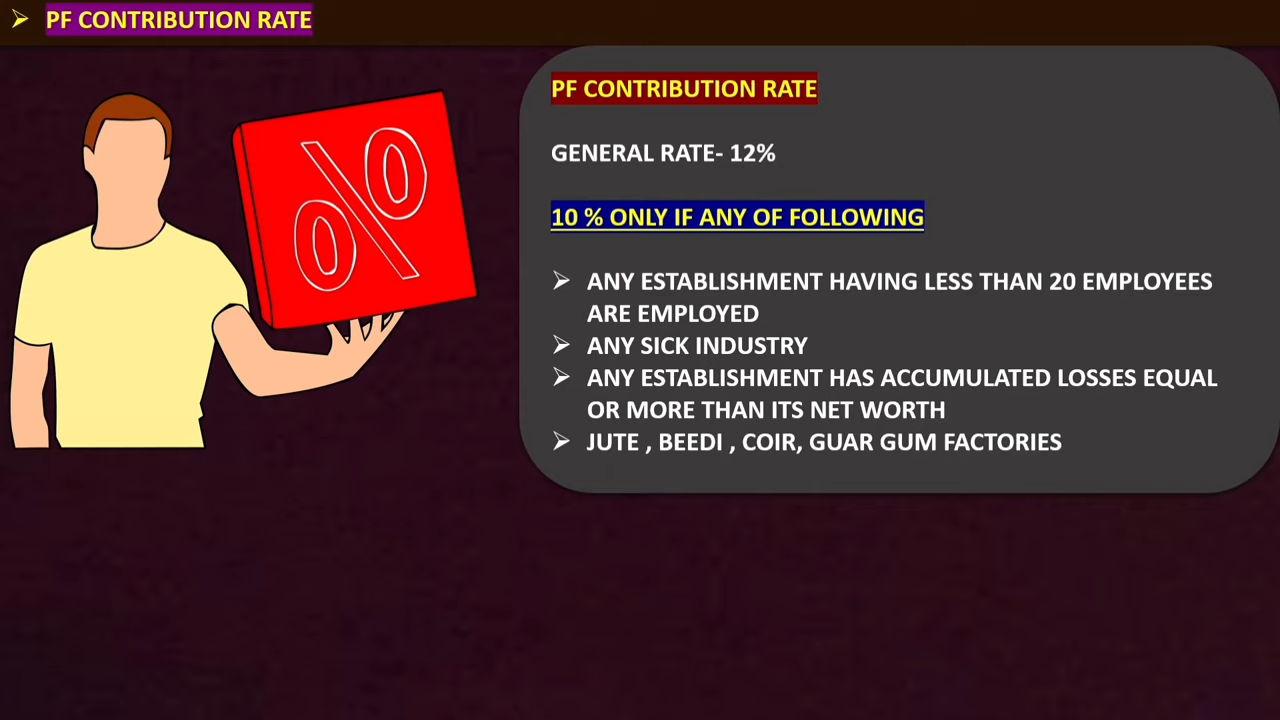 PF CONTRIBUTION RATE
PF CONTRIBUTION RATE
GENERAL RATE- 12%
10 % ONLY IF ANY OF FOLLOWING
ANY ESTABLISHMENT HAVING LESS THAN 20 EMPLOYEES
ARE EMPLOYED
ANY SICK INDUSTRY
ANY ESTABLISHMENT HAS ACCUMULATED LOSSES EQUAL
OR MORE THAN ITS NET WORTH
JUTE , BEEDI , COIR, GUAR GUM FACTORIES
%